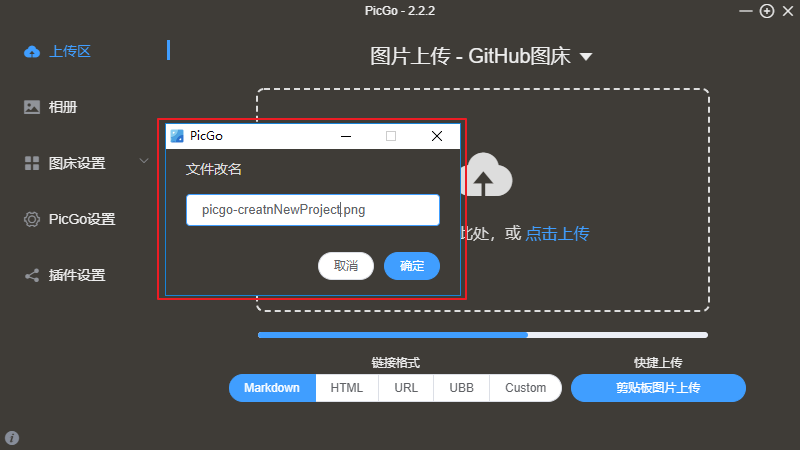 PicGo - 2.2.2
上传区
相册
图床设置
PicGo设置
插件设置
图片上传 - GitHub图床
PicGo
文件改名
picgo-creatnNewProject.png
取消
确定
此处，或 点击上传
链接格式
快捷上传
Markdown
HTML
URL
UBB
Custom
剪贴板图片上传